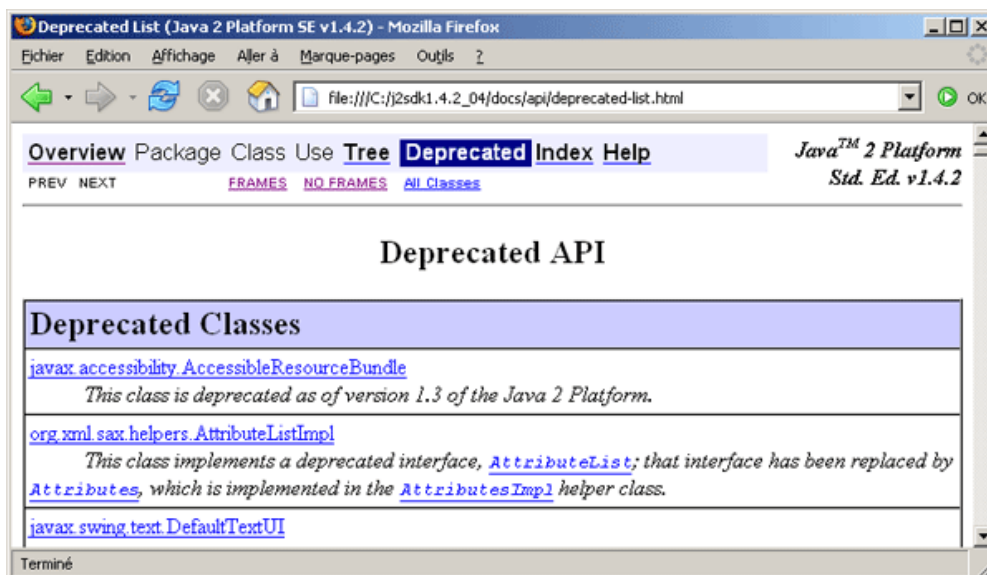 Deprecated List (Java 2 Platform SE v1.4.2) - Mozilla Firefox
Fichier Edition Affichage Aller à Marque-pages Outils ?
file:///C:/j2sdk1.4.2_04/docs/api/deprecated-list.html OK
Overview Package Class Use Tree Deprecated Index Help
Java™ 2 Platform
Std. Ed. v1.4.2
PREV NEXT FRAMES NO FRAMES All Classes
Deprecated API
Deprecated Classes
javax.accessibility.AccessibleResourceBundle
This class is deprecated as of version 1.3 of the Java 2 Platform.
org.xml.sax.helpers.AttributeListImpl
This class implements a deprecated interface, AttributeList; that interface has been replaced by
Attributes, which is implemented in the AttributesImpl helper class.
javax.swing.text.DefaultTextUI
Terminé